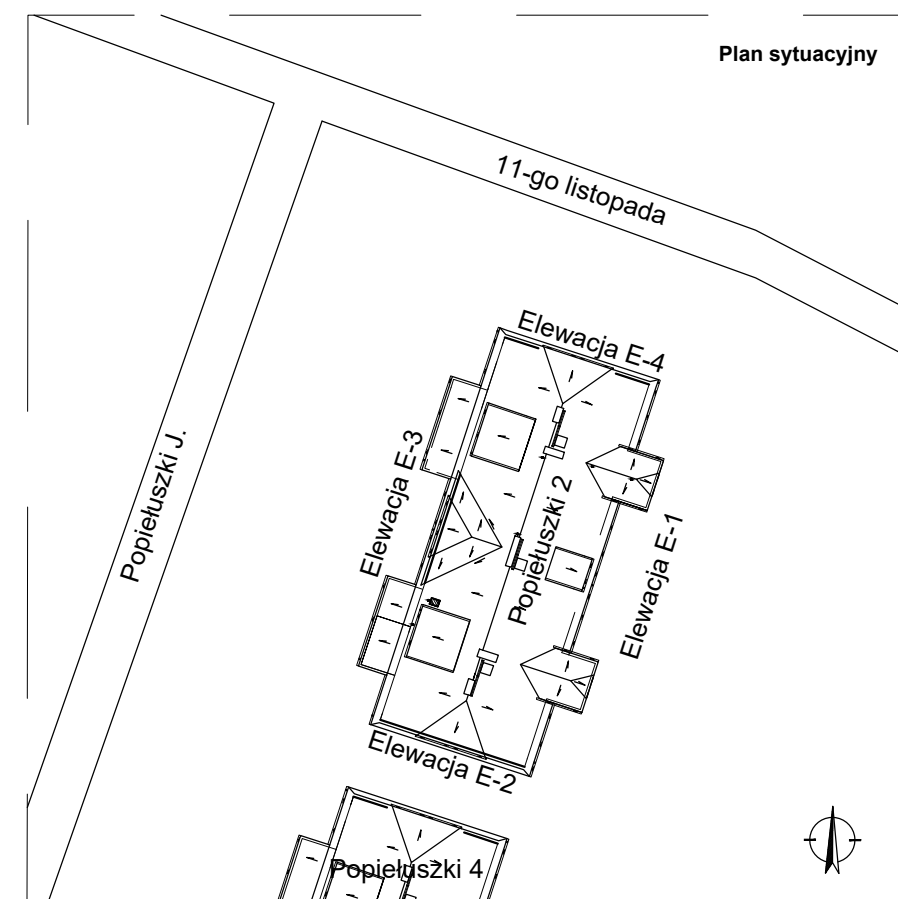 Plan sytuacyjny
11-go listopada
Elewacja E-4
Popiełuszki J.
Elewacja E-3
Popiełuszki 2
Elewacja E-1
Elewacja E-2
Popiełuszki 4